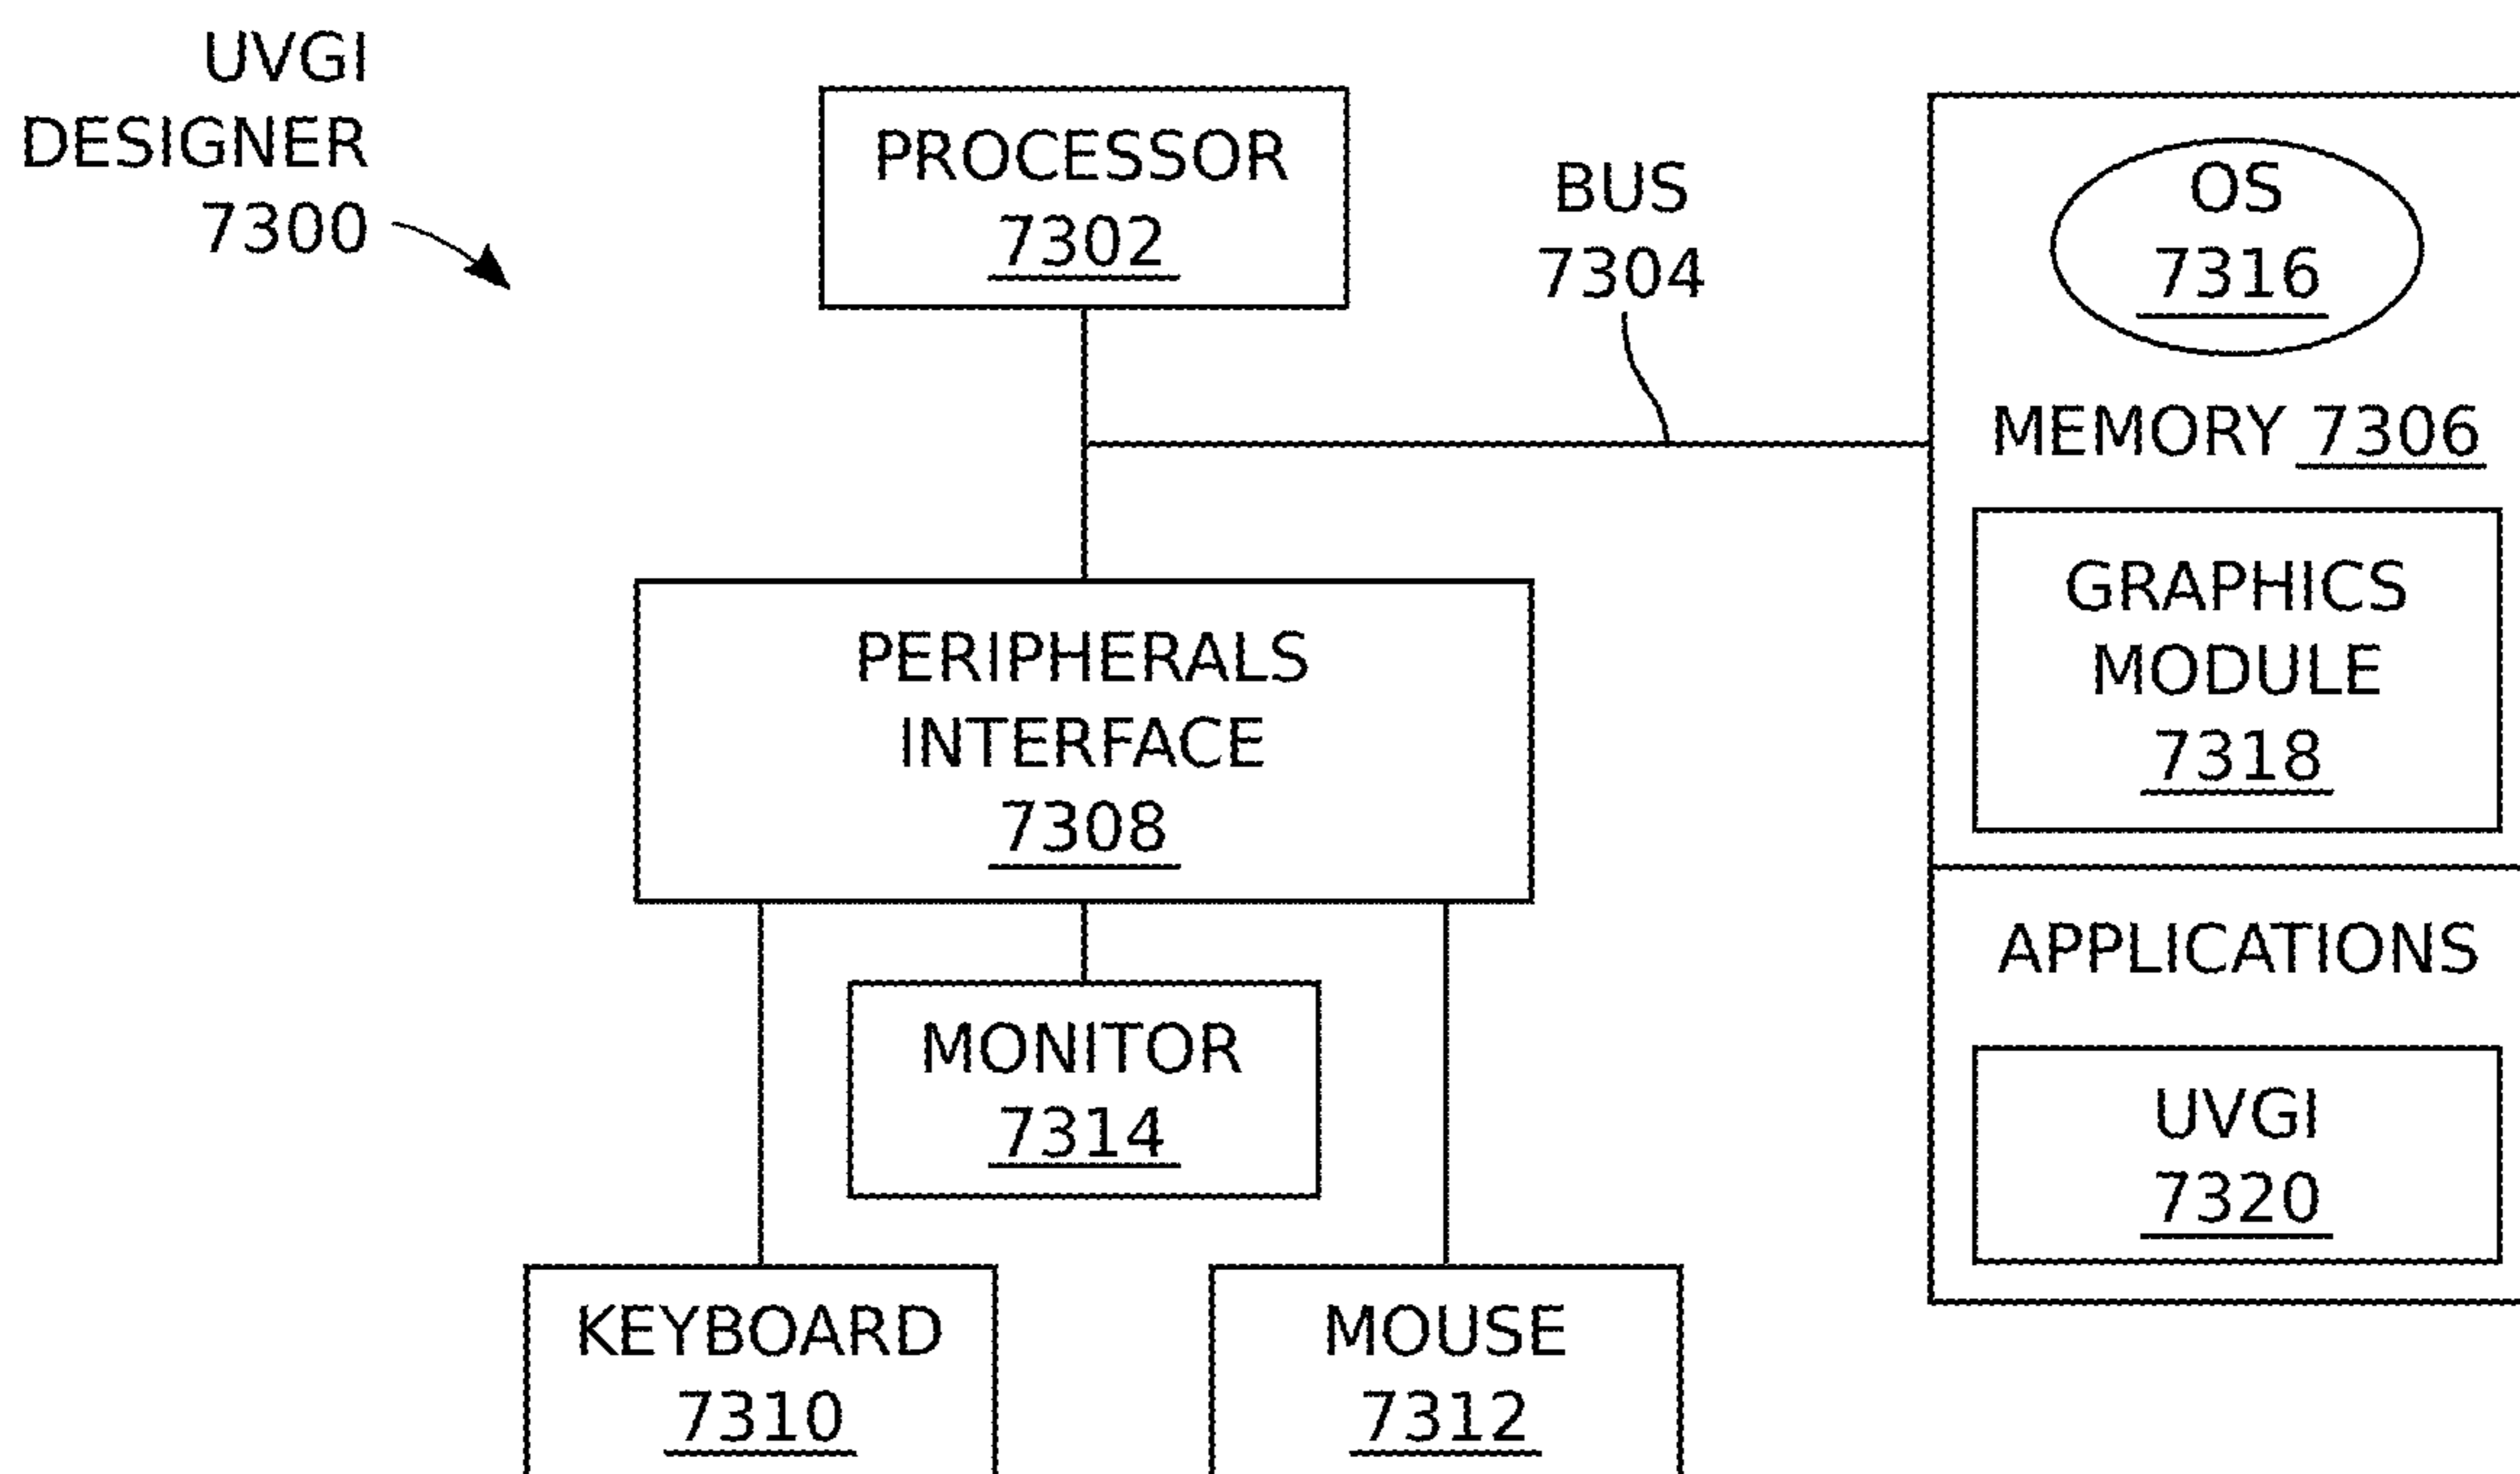 UVGI
DESIGNER
7300
PROCESSOR
7302
BUS
7304
OS
7316
MEMORY 7306
GRAPHICS
MODULE
7318
PERIPHERALS
INTERFACE
7308
APPLICATIONS
MONITOR
7314
UVGI
7320
KEYBOARD
7310
MOUSE
7312